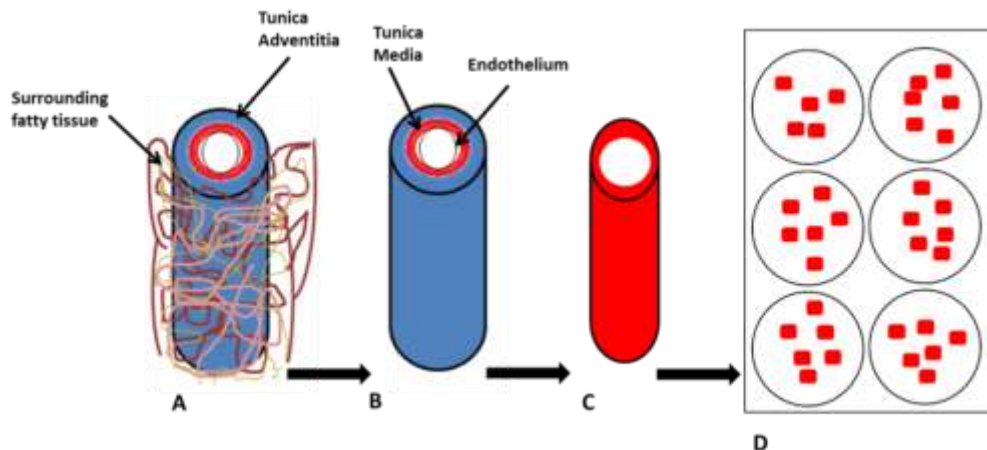 Tunica
Adventitia
Tunica
Media
Endothelium
Surrounding
fatty tissue
A
B
C
D